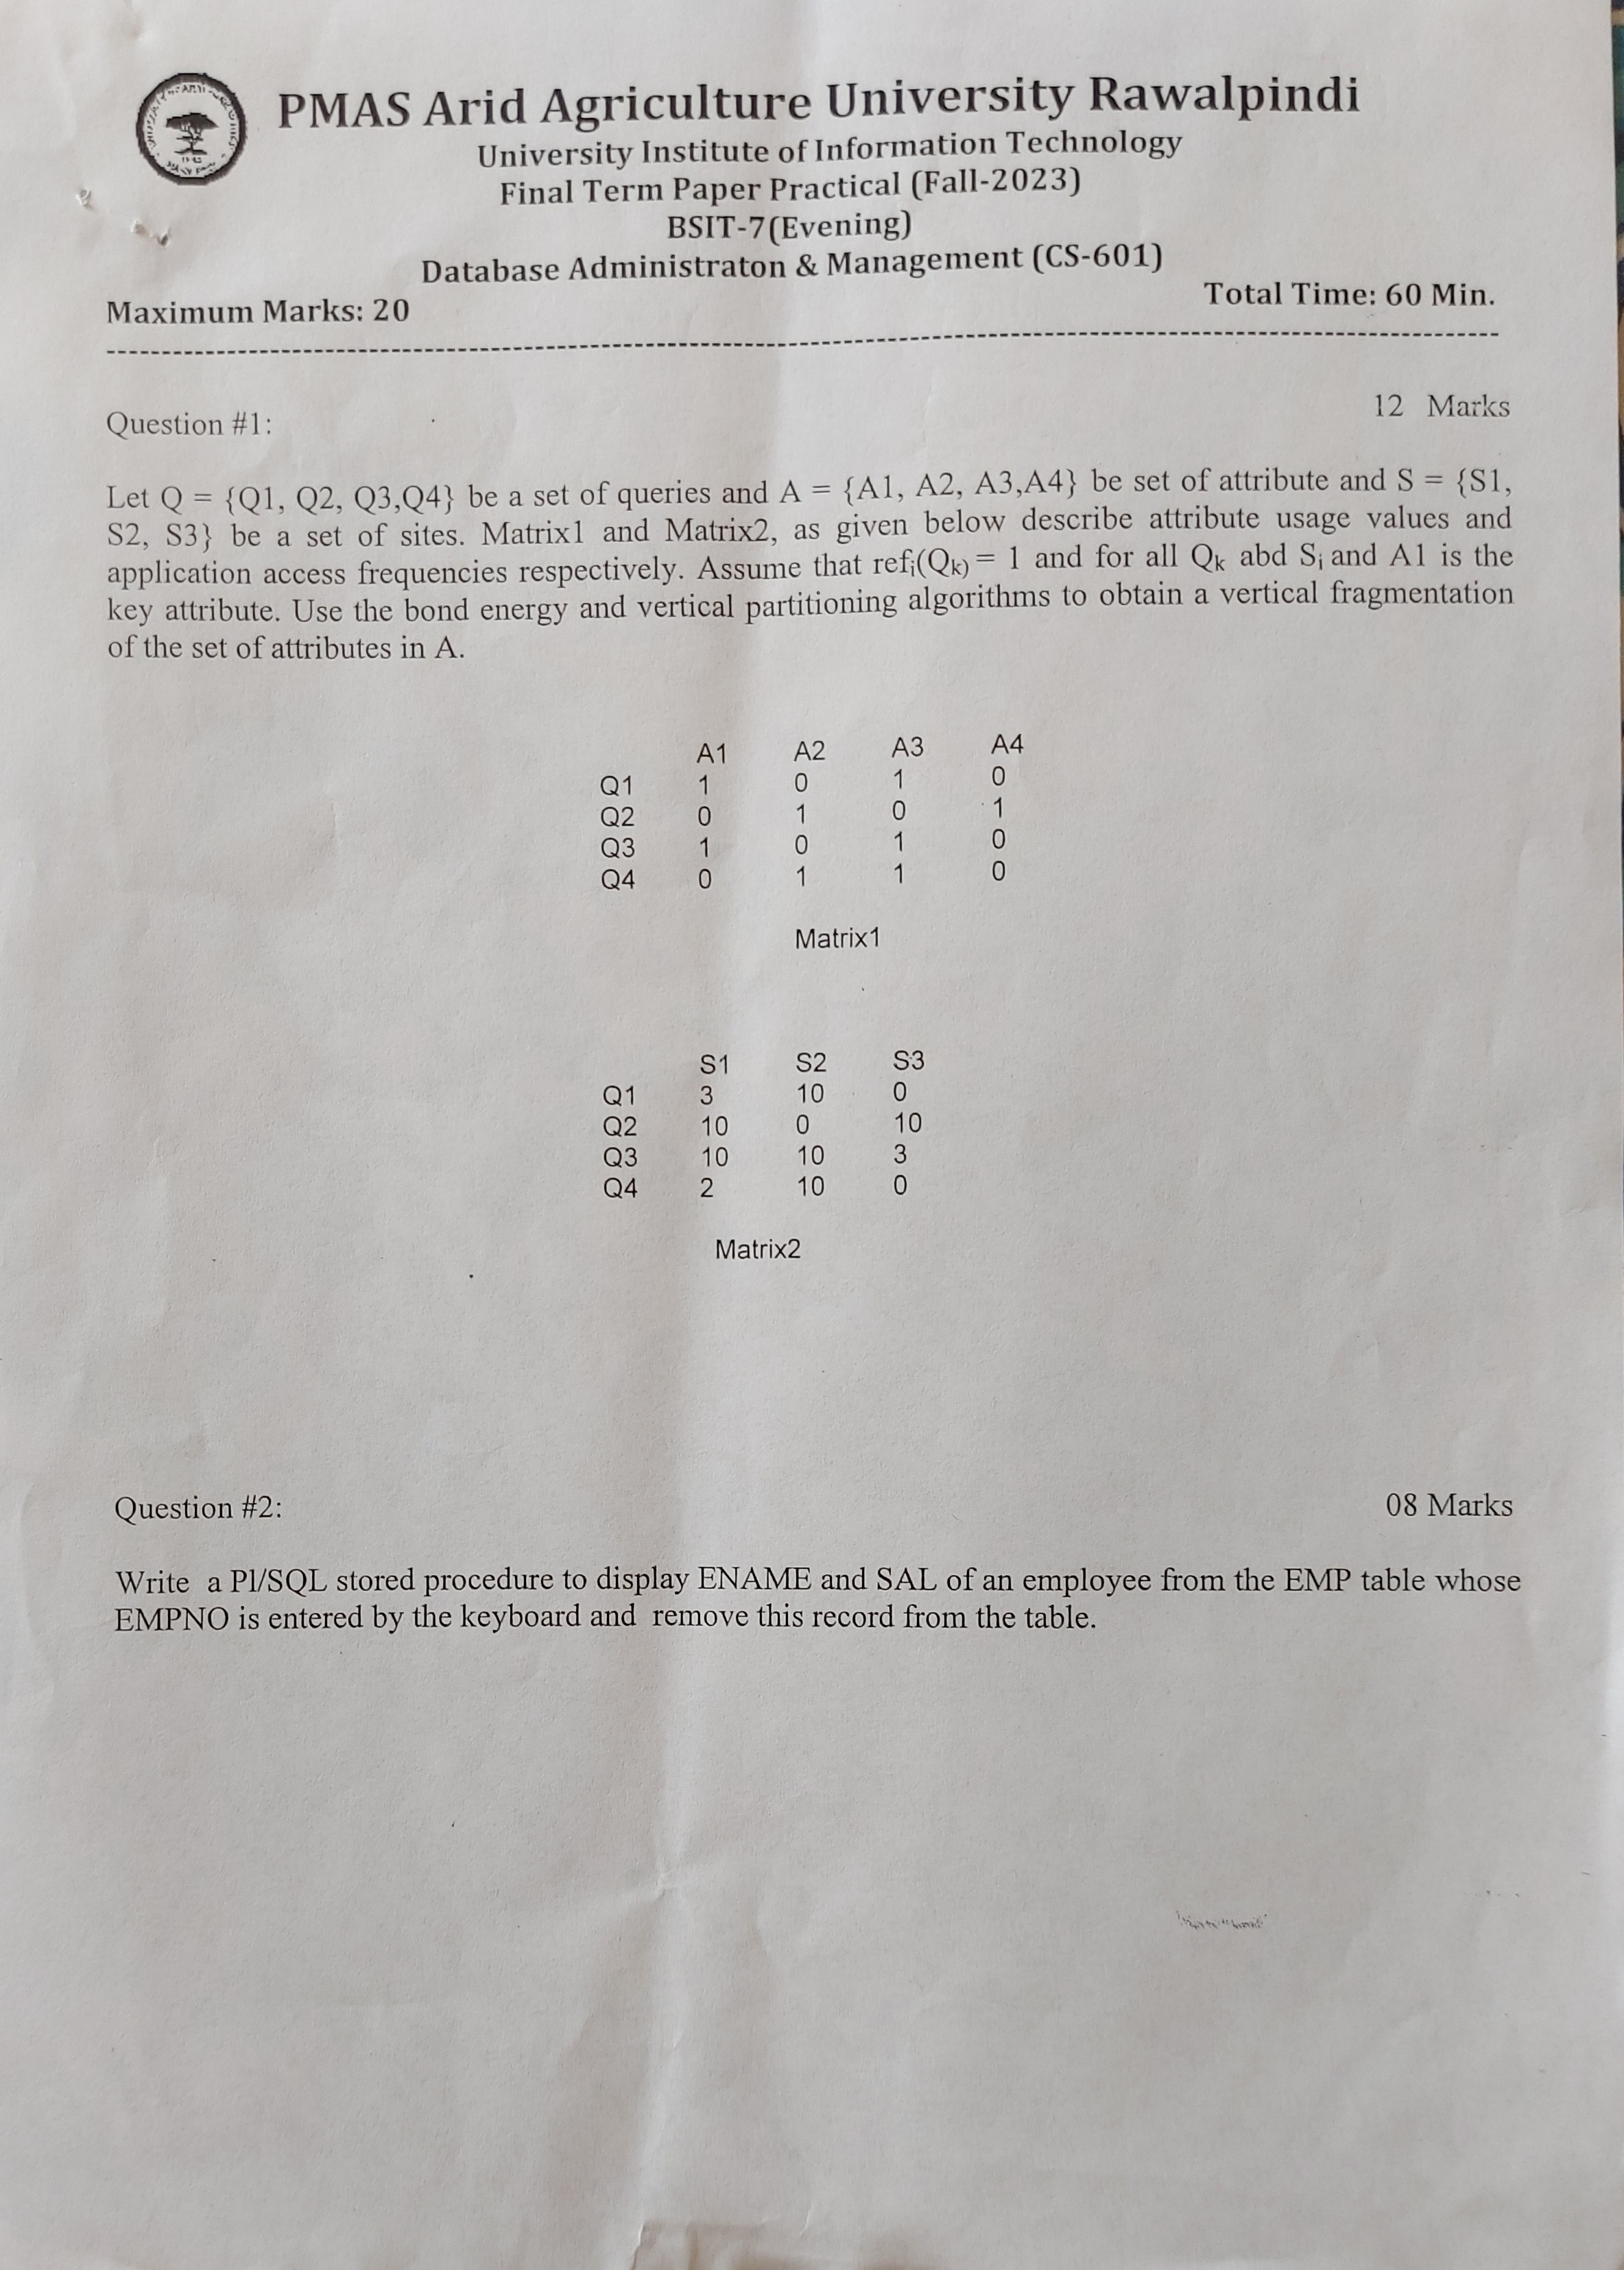 PMAS Arid Agriculture University Rawalpindi
University Institute of Information Technology
Final Term Paper Practical (Fall-2023)
BSIT-7(Evening)
Database Administraton & Management (CS-601)
Maximum Marks: 20 Total Time: 60 Min.
Question #1: 12 Marks
Let Q = {Q1, Q2, Q3,Q4} be a set of queries and A = {A1, A2, A3,A4} be set of attribute and S = {S1,
S2, S3} be a set of sites. Matrix1 and Matrix2, as given below describe attribute usage values and
application access frequencies respectively. Assume that refi(Qk) = 1 and for all Qk abd Si and A1 is the
key attribute. Use the bond energy and vertical partitioning algorithms to obtain a vertical fragmentation
of the set of attributes in A.
A1 A2 A3 A4
Q1 1 0 1 0
Q2 0 1 0 1
Q3 1 0 1 0
Q4 0 1 1 0
Matrix1
S1 S2 S3
Q1 3 10 0
Q2 10 0 10
Q3 10 10 3
Q4 2 10 0
Matrix2
Question #2: 08 Marks
Write a Pl/SQL stored procedure to display ENAME and SAL of an employee from the EMP table whose
EMPNO is entered by the keyboard and remove this record from the table.